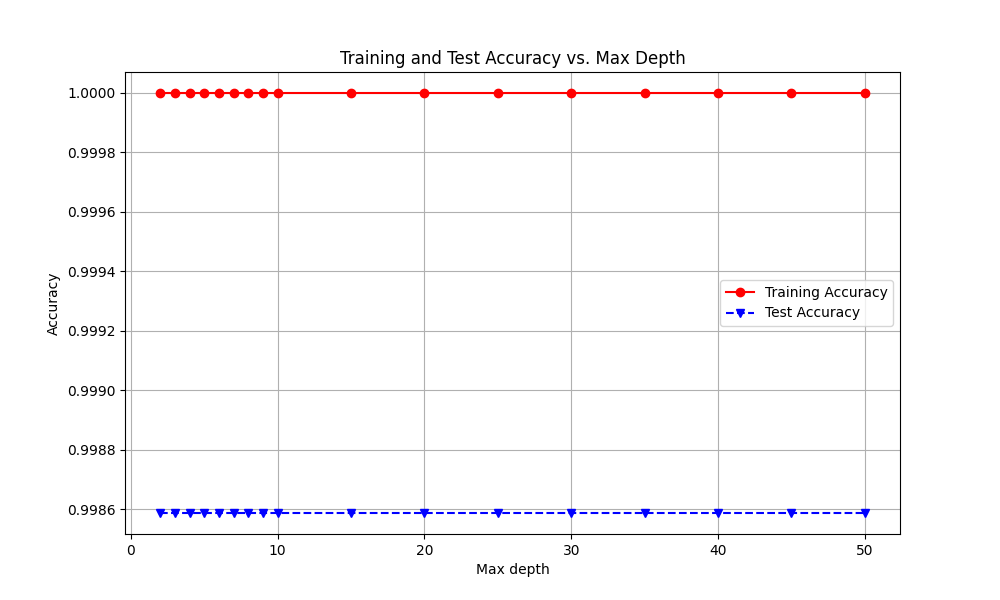 Training and Test Accuracy vs. Max Depth
1.0000
0.9998
0.9996
0.9994
0.9992
0.9990
0.9988
0.9986
Accuracy
Training Accuracy
Test Accuracy
0 10 20 30 40 50
Max depth